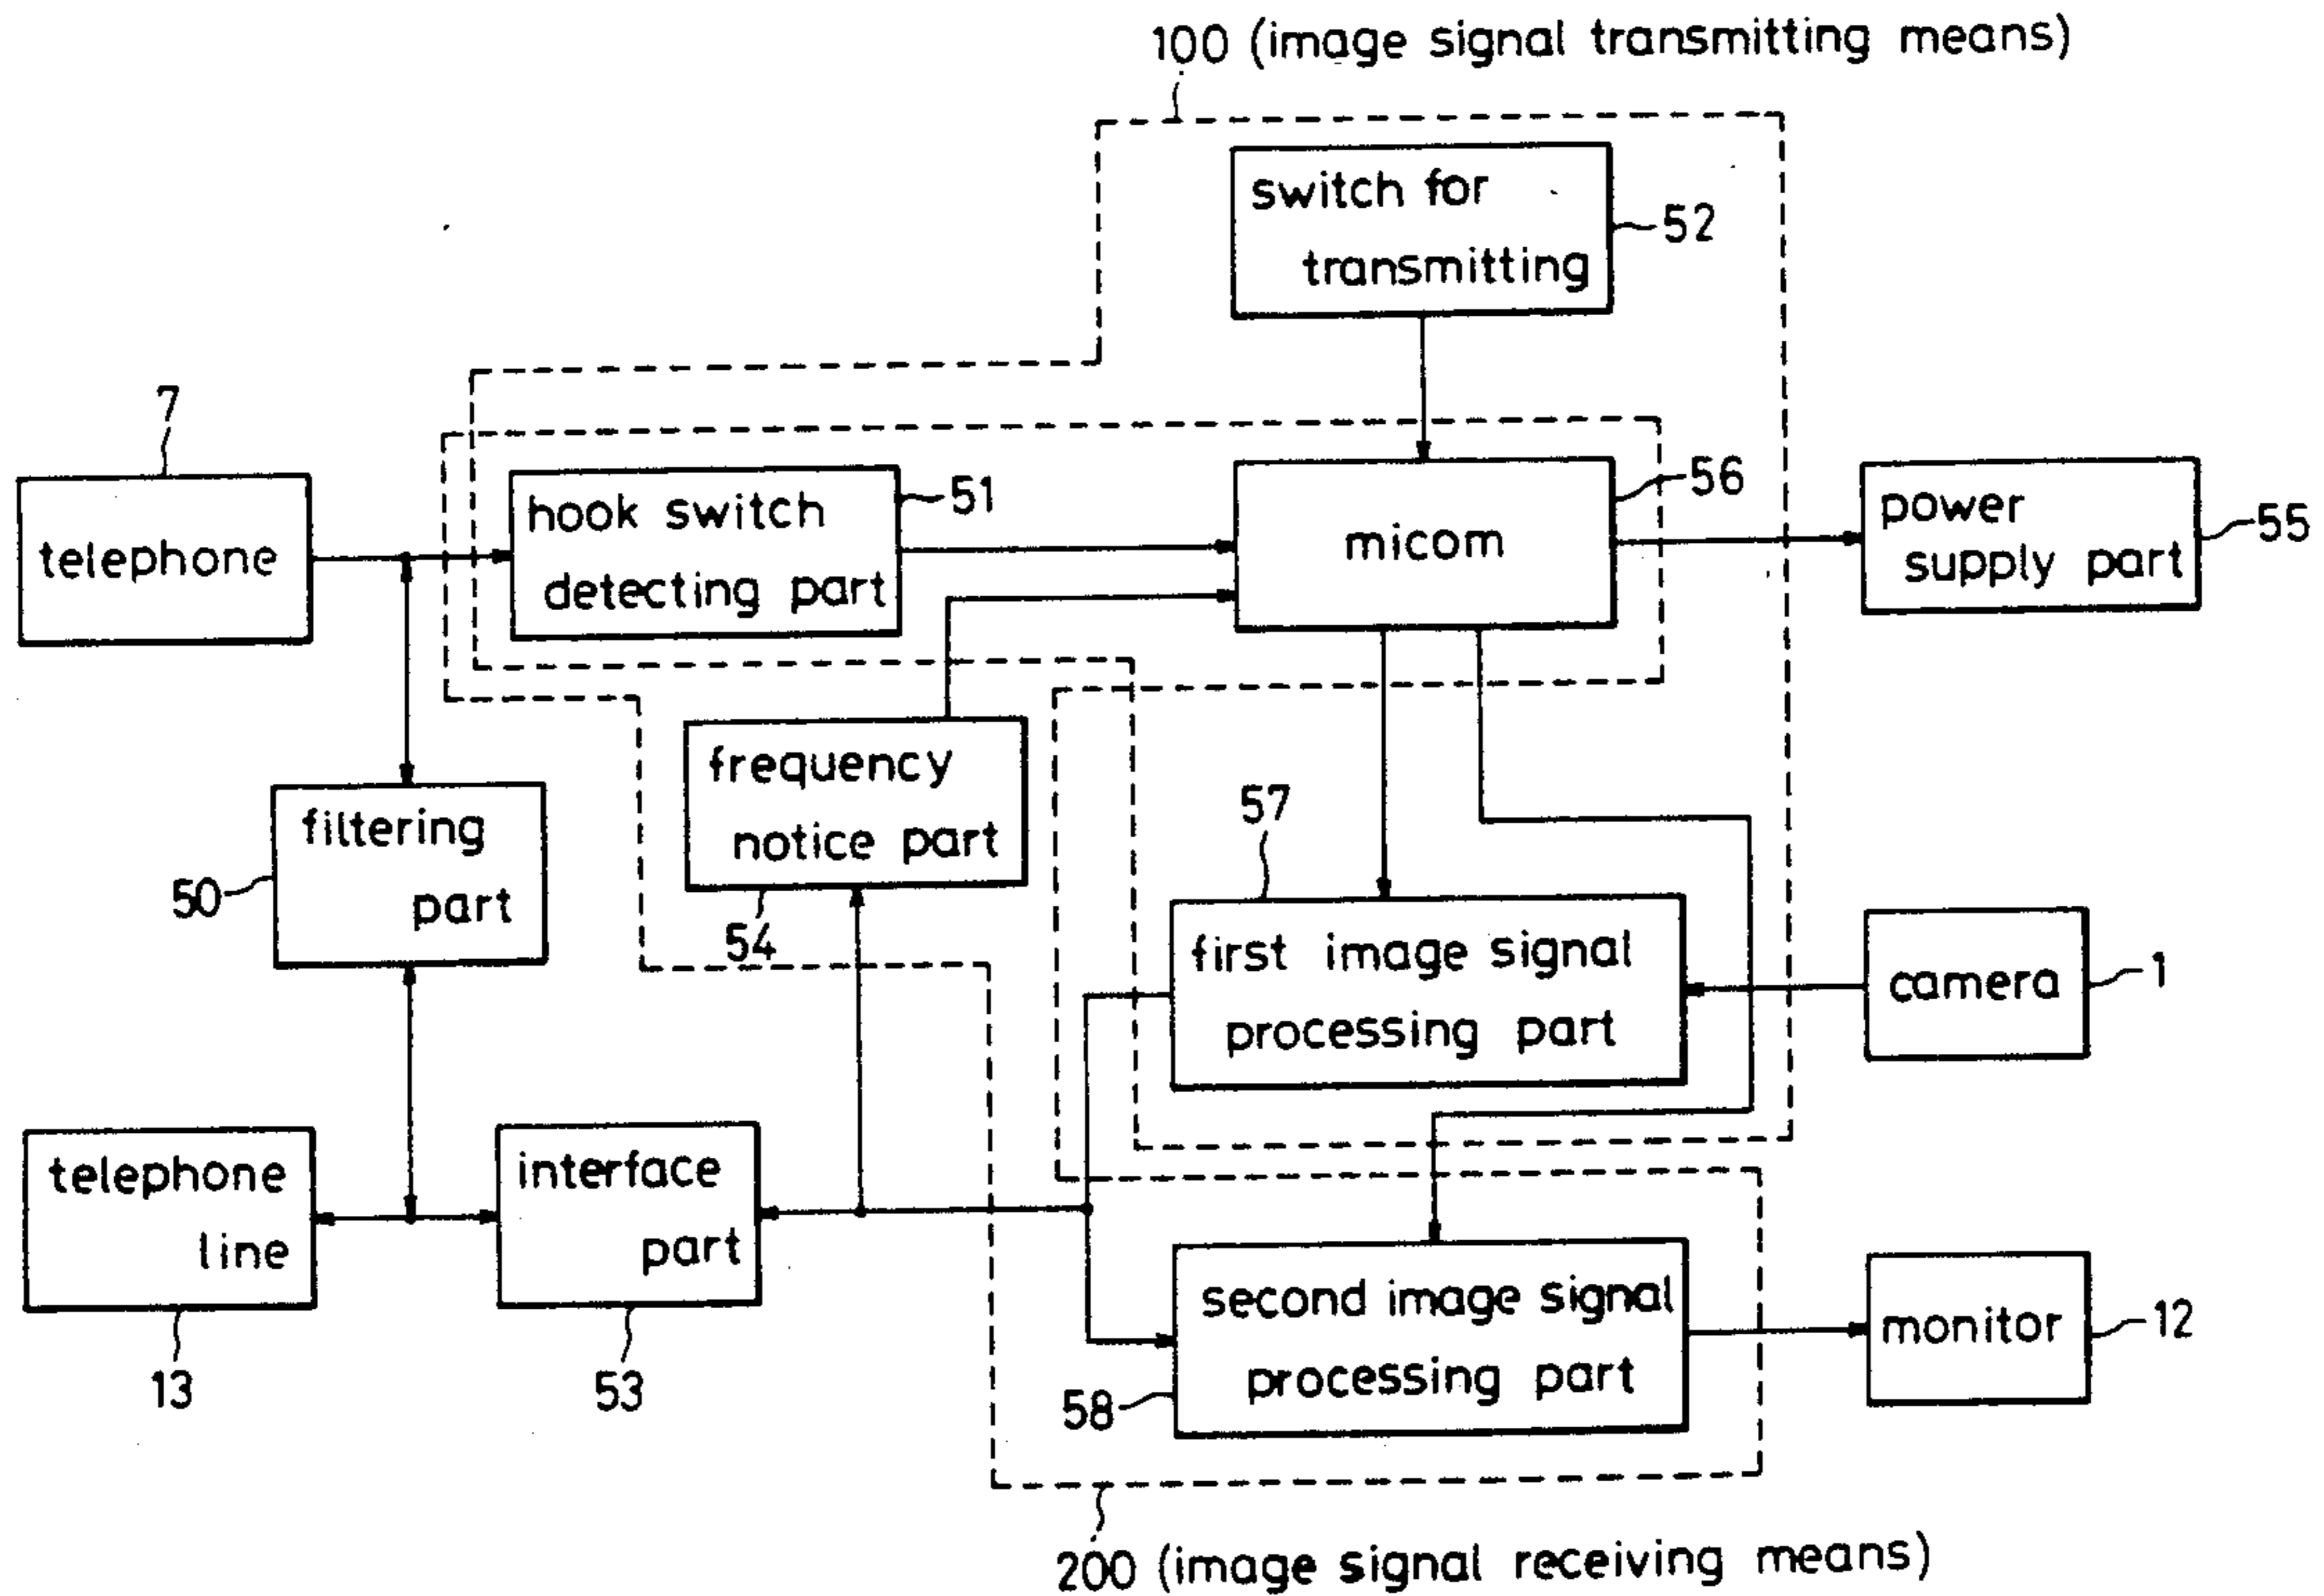 100 (image signal transmitting means)
switch for
transmitting
52
7
telephone
hook switch
detecting part
51
micom
56
power
supply part
55
filtering
part
50
frequency
notice part
54
57
first image signal
processing part
camera
1
telephone
line
13
interface
part
53
second image signal
processing part
58
monitor
12
200 (image signal receiving means)